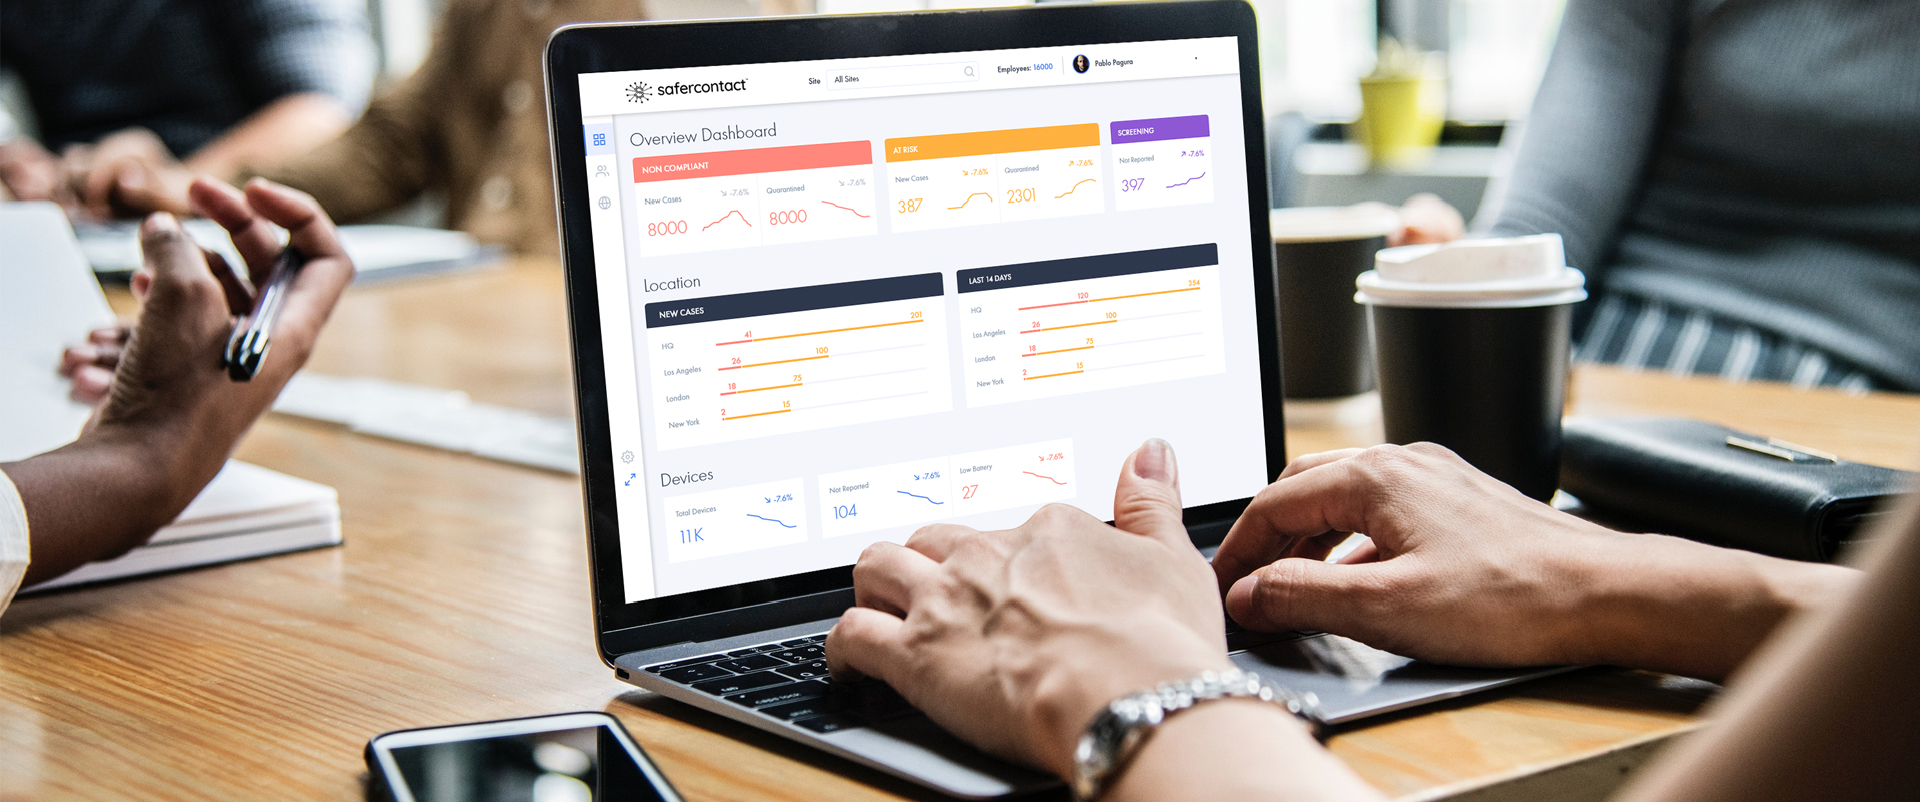 safercontact™
Site
All Sites
Employees: 16000
Pablo Pagura
Overview Dashboard
NON COMPLIANT
New Cases
-7.6%
8000
Quarantined
-7.6%
8000
AT RISK
New Cases
-7.6%
387
Quarantined
-7.6%
2301
SCREENING
Not Reported
-7.6%
397
Location
NEW CASES
HQ 41 201
Los Angeles 26 100
London 18 75
New York 2 15
LAST 14 DAYS
HQ 120 354
Los Angeles 26 100
London 18 75
New York 2 15
Devices
Total Devices
-7.6%
11K
Not Reported
-7.6%
104
Low Battery
-7.6%
27
caps lock